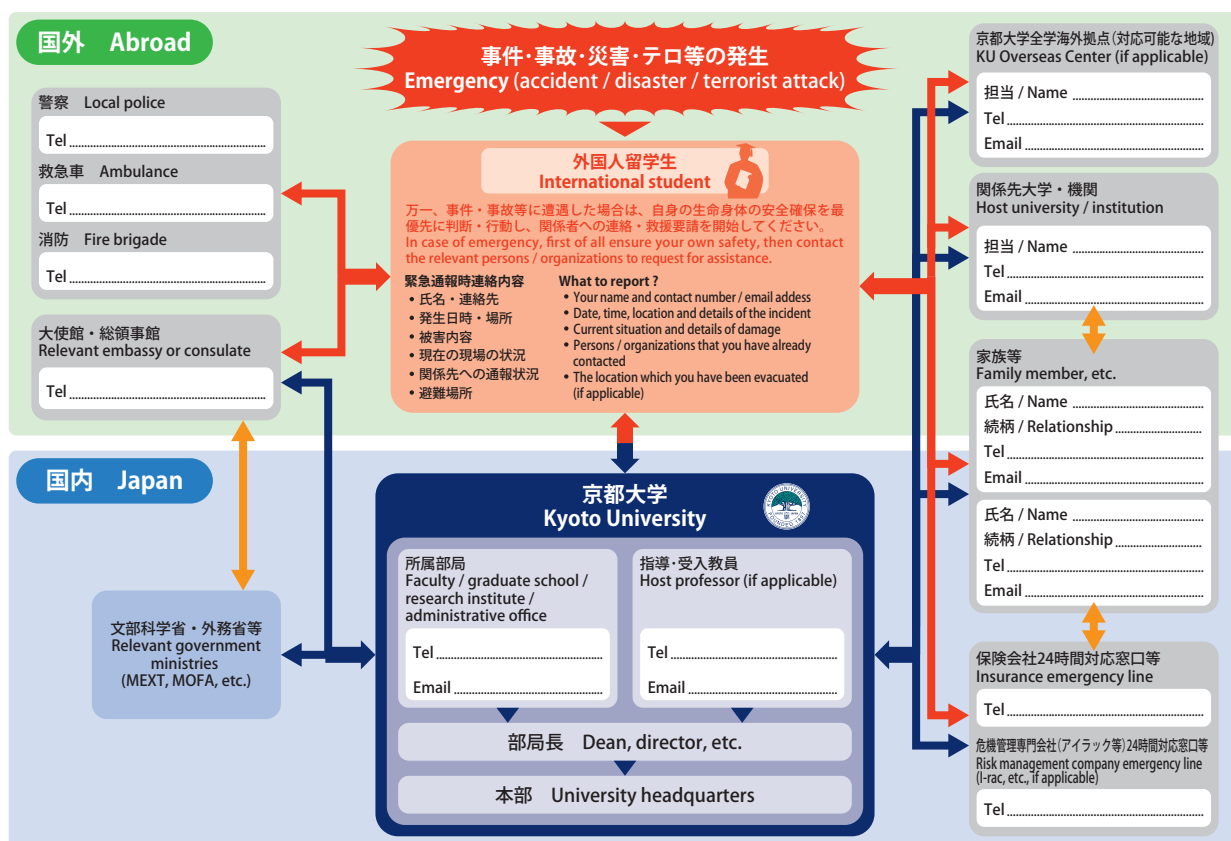 国外 Abroad
事件・事故・災害・テロ等の発生
Emergency (accident / disaster / terrorist attack)
警察 Local police
Tel
救急車 Ambulance
Tel
消防 Fire brigade
Tel
大使館・総領事館
Relevant embassy or consulate
Tel
外国人留学生
International student
万一、事件・事故等に遭遇した場合は、自身の生命身体の安全確保を最
優先に判断・行動し、関係者への連絡・救援要請を開始してください。
In case of emergency, first of all ensure your own safety, then contact
the relevant persons / organizations to request for assistance.
緊急通報時連絡内容
• 氏名・連絡先
• 発生日時・場所
• 被害内容
• 現在の現場の状況
• 関係先への通報状況
• 避難場所
What to report ?
• Your name and contact number / email addess
• Date, time, location and details of the incident
• Current situation and details of damage
• Persons / organizations that you have already
contacted
• The location which you have been evacuated
(if applicable)
京都大学全学海外拠点(対応可能な地域)
KU Overseas Center (if applicable)
担当 / Name
Tel
Email
関係先大学・機関
Host university / institution
担当 / Name
Tel
Email
家族等
Family member, etc.
氏名 / Name
続柄 / Relationship
Tel
Email
氏名 / Name
続柄 / Relationship
Tel
Email
保険会社24時間対応窓口等
Insurance emergency line
Tel
危機管理専門会社(アイラック等)24時間対応窓口等
Risk management company emergency line
(I-rac, etc., if applicable)
Tel
国内 Japan
文部科学省・外務省等
Relevant government
ministries
(MEXT, MOFA, etc.)
京都大学
Kyoto University
KYOTO UNIVERSITY
FOUNDED 1897
所属部局
Faculty / graduate school /
research institute /
administrative office
Tel
Email
指導・受入教員
Host professor (if applicable)
Tel
Email
部局長 Dean, director, etc.
本部 University headquarters